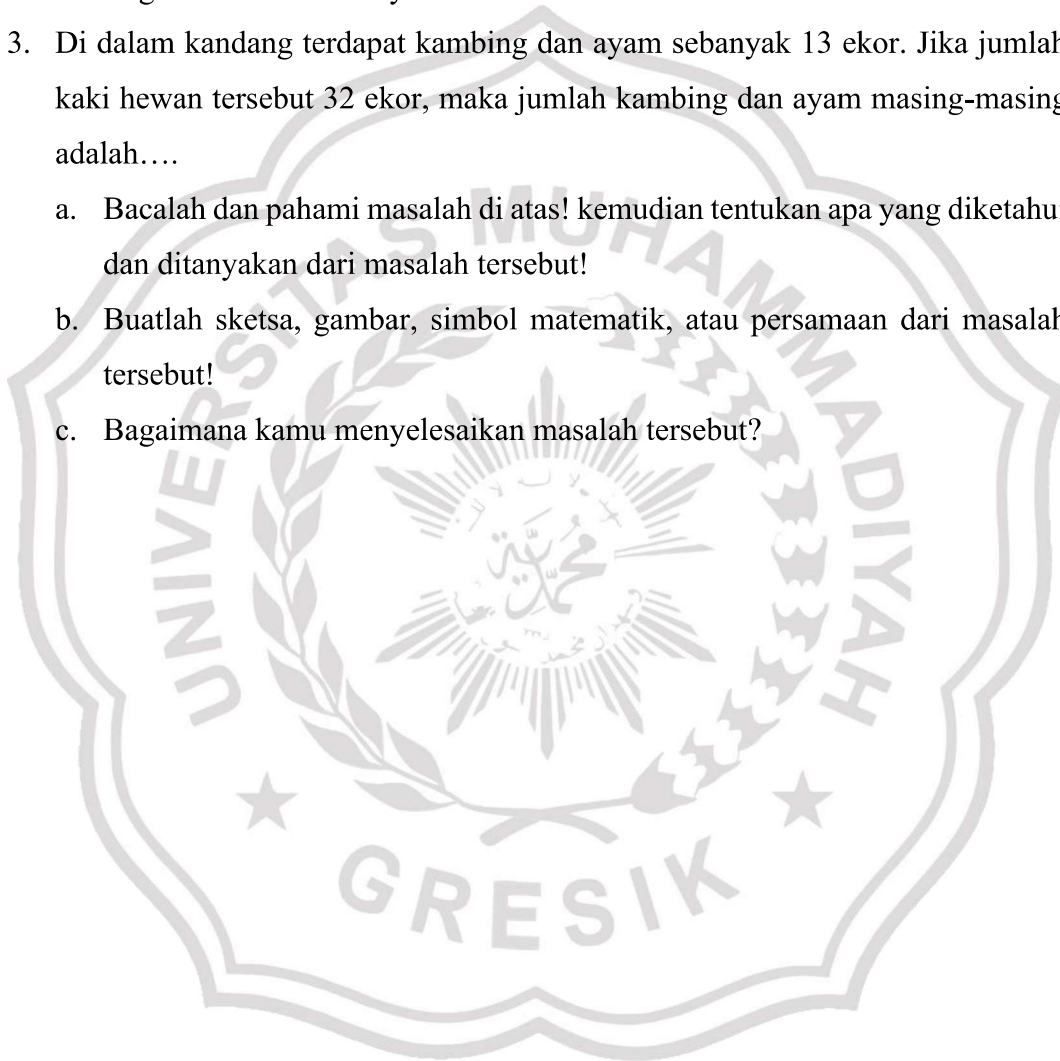 3. Di dalam kandang terdapat kambing dan ayam sebanyak 13 ekor. Jika jumlah
kaki hewan tersebut 32 ekor, maka jumlah kambing dan ayam masing-masing
adalah….
a. Bacalah dan pahami masalah di atas! kemudian tentukan apa yang diketahui
dan ditanyakan dari masalah tersebut!
b. Buatlah sketsa, gambar, simbol matematik, atau persamaan dari masalah
tersebut!
c. Bagaimana kamu menyelesaikan masalah tersebut?
UNIVERSITAS MUHAMMADIYAH
GRESIK